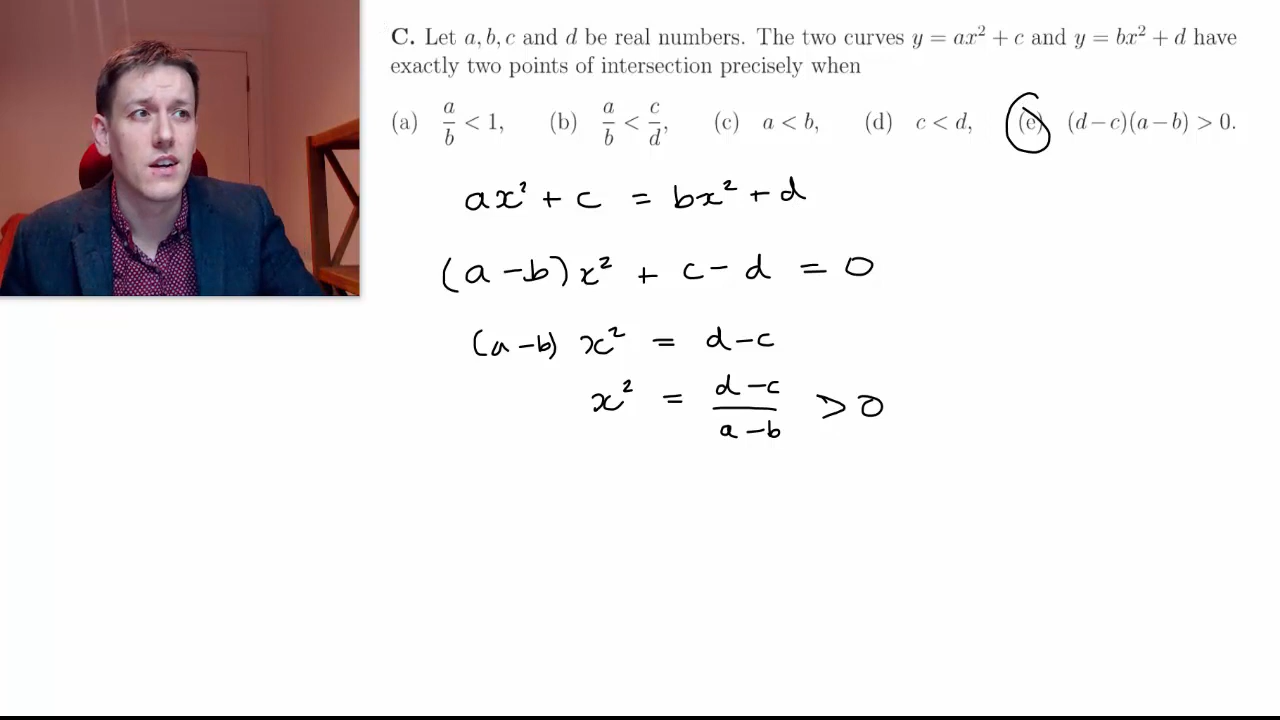 C. Let a, b, c and d be real numbers. The two curves y = ax² + c and y = bx² + d have
exactly two points of intersection precisely when
(a) a/b < 1, (b) a/b < c/d, (c) a < b, (d) c < d, (e) (d−c)(a−b) > 0.
ax² + c = bx² + d
(a−b)x² + c − d = 0
(a−b) x² = d−c
x² = (d−c)/(a−b) > 0